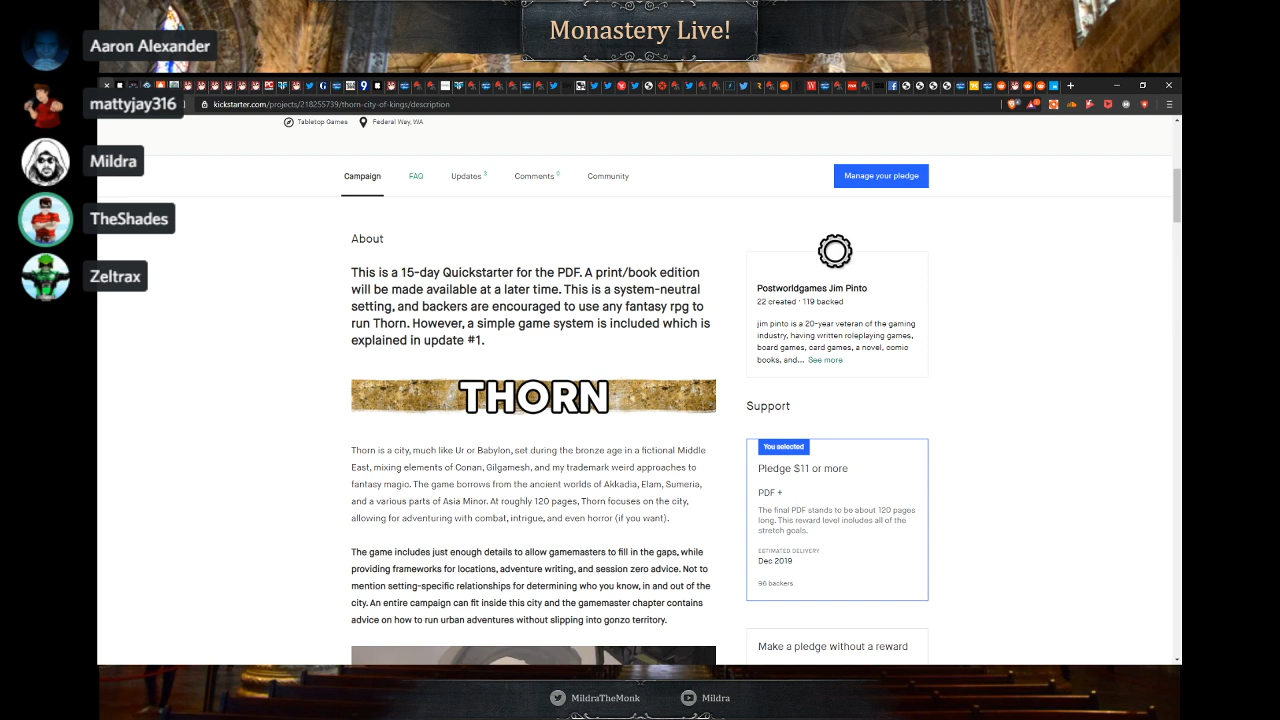 Monastery Live!
Aaron Alexander
mattyjay316
Mildra
TheShades
Zeltrax
kickstarter.com/projects/218255739/thorn-city-of-kings/description
Tabletop Games Federal Way, WA
Campaign FAQ Updates 3 Comments 0 Community Manage your pledge
About
This is a 15-day Quickstarter for the PDF. A print/book edition
will be made available at a later time. This is a system-neutral
setting, and backers are encouraged to use any fantasy rpg to
run Thorn. However, a simple game system is included which is
explained in update #1.
THORN
Thorn is a city, much like Ur or Babylon, set during the bronze age in a fictional Middle
East, mixing elements of Conan, Gilgamesh, and my trademark weird approaches to
fantasy magic. The game borrows from the ancient worlds of Akkadia, Elam, Sumeria,
and a various parts of Asia Minor. At roughly 120 pages, Thorn focuses on the city,
allowing for adventuring with combat, intrigue, and even horror (if you want).
The game includes just enough details to allow gamemasters to fill in the gaps, while
providing frameworks for locations, adventure writing, and session zero advice. Not to
mention setting-specific relationships for determining who you know, in and out of the
city. An entire campaign can fit inside this city and the gamemaster chapter contains
advice on how to run urban adventures without slipping into gonzo territory.
Postworldgames Jim Pinto
22 created · 119 backed
jim pinto is a 20-year veteran of the gaming
industry, having written roleplaying games,
board games, card games, a novel, comic
books, and... See more
Support
You selected
Pledge $11 or more
PDF +
The final PDF stands to be about 120 pages
long. This reward level includes all of the
stretch goals.
ESTIMATED DELIVERY
Dec 2019
96 backers
Make a pledge without a reward
MildraTheMonk Mildra